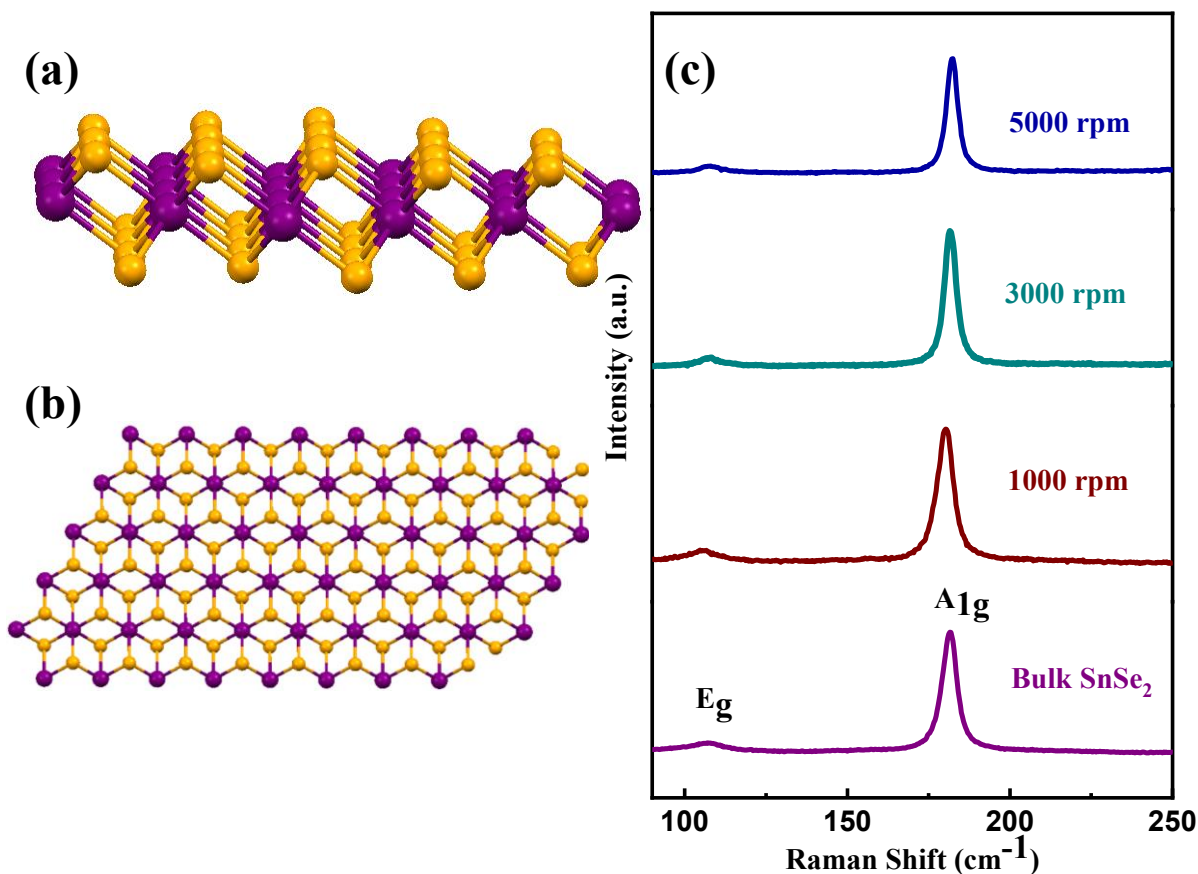 (a)
(b)
(c)
5000 rpm
3000 rpm
1000 rpm
A1g
Eg
Bulk SnSe₂
Intensity (a.u.)
100 150 200 250
Raman Shift (cm⁻¹)